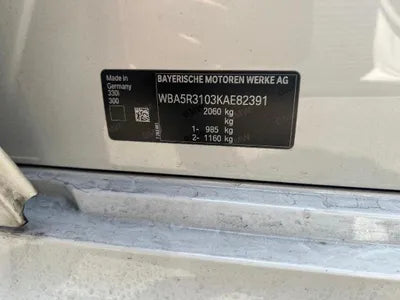 Made in
Germany
330i
300
BAYERISCHE MOTOREN WERKE AG
WBA5R3103KAE82391
2060 kg
kg
1- 985 kg
2- 1160 kg